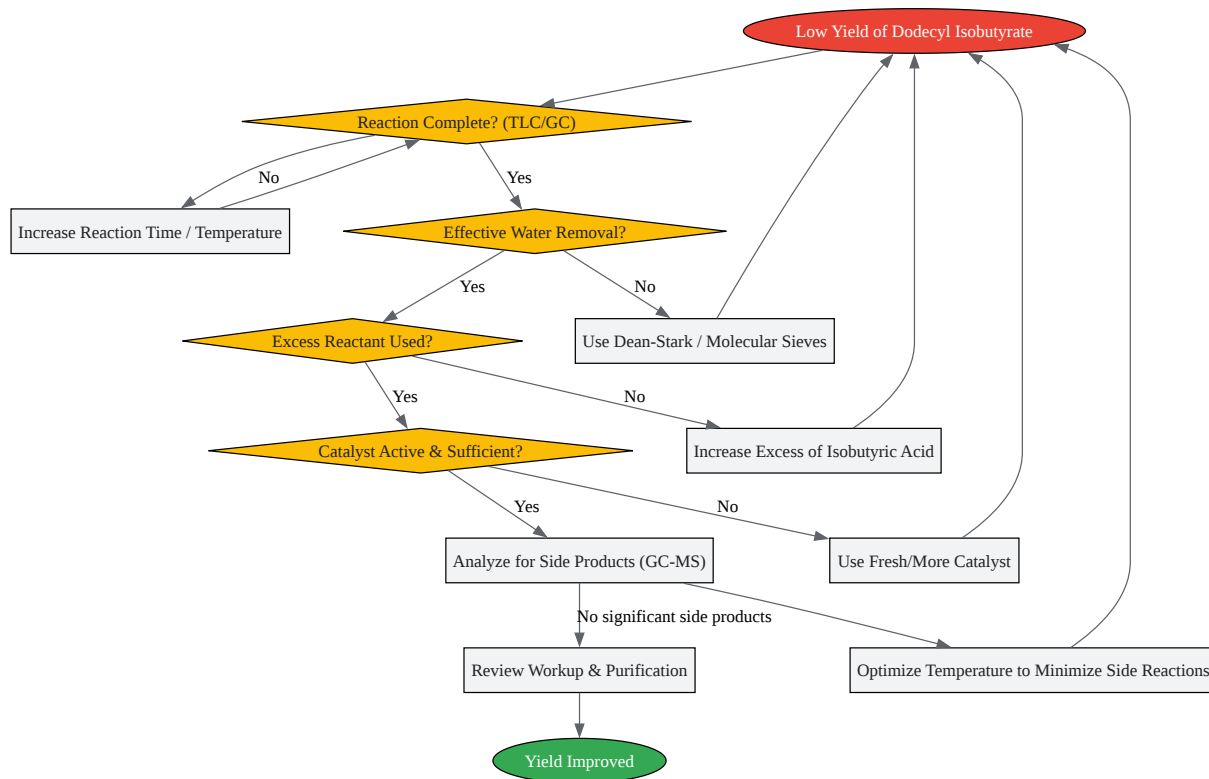 Low Yield of Dodecyl Isobutyrate
Reaction Complete? (TLC/GC)
No
Yes
Increase Reaction Time / Temperature
Effective Water Removal?
Yes
No
Excess Reactant Used?
Use Dean-Stark / Molecular Sieves
Yes
No
Catalyst Active & Sufficient?
Increase Excess of Isobutyric Acid
Yes
No
Analyze for Side Products (GC-MS)
Use Fresh/More Catalyst
No significant side products
Review Workup & Purification
Optimize Temperature to Minimize Side Reactions
Yield Improved